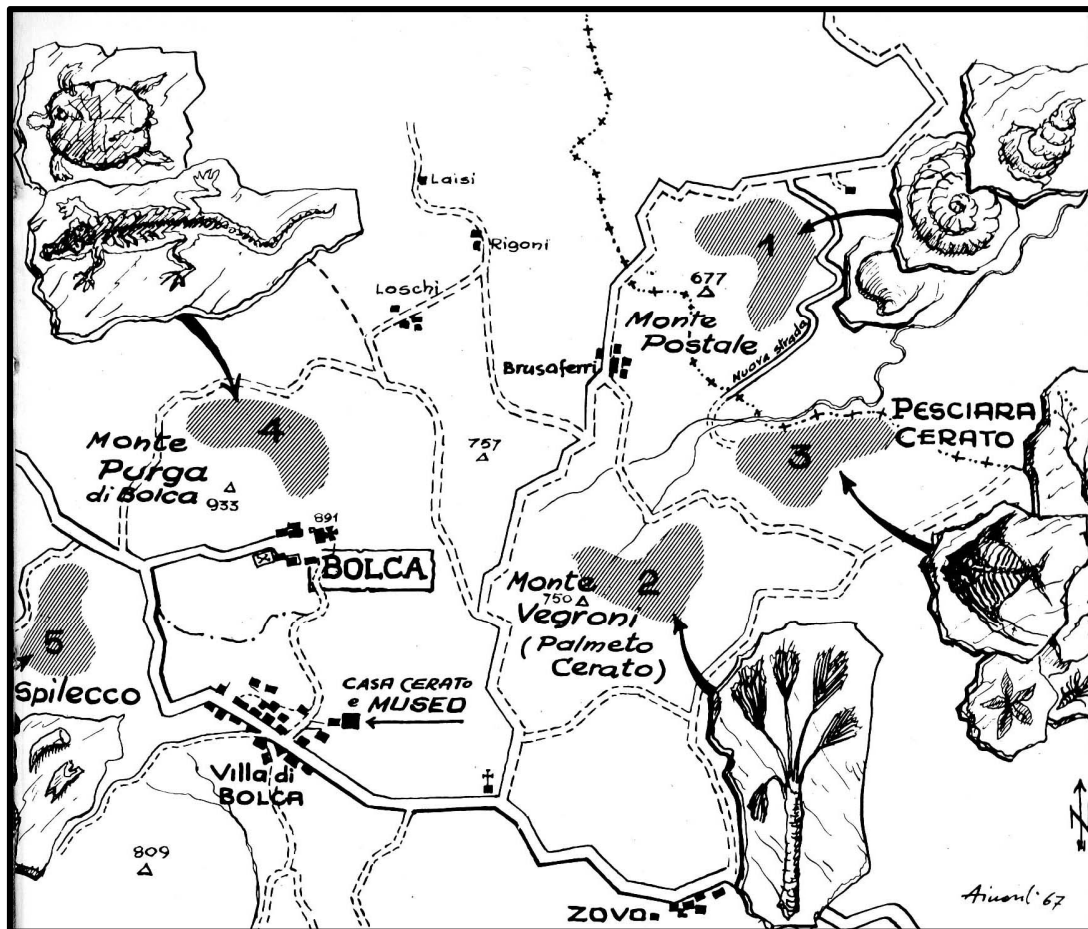 Laisi
Rigoni
Loschi
1
677
Monte
Postale
Nuova strada
Brusaferri
PESCIARA
CERATO
3
4
Monte
Purga
di Bolca
933
757
891
BOLCA
2
Monte
750
Vegroni
(Palmeto
Cerato)
5
Spilecco
CASA CERATO
e MUSEO
Villa di
BOLCA
809
ZOVO
N
67